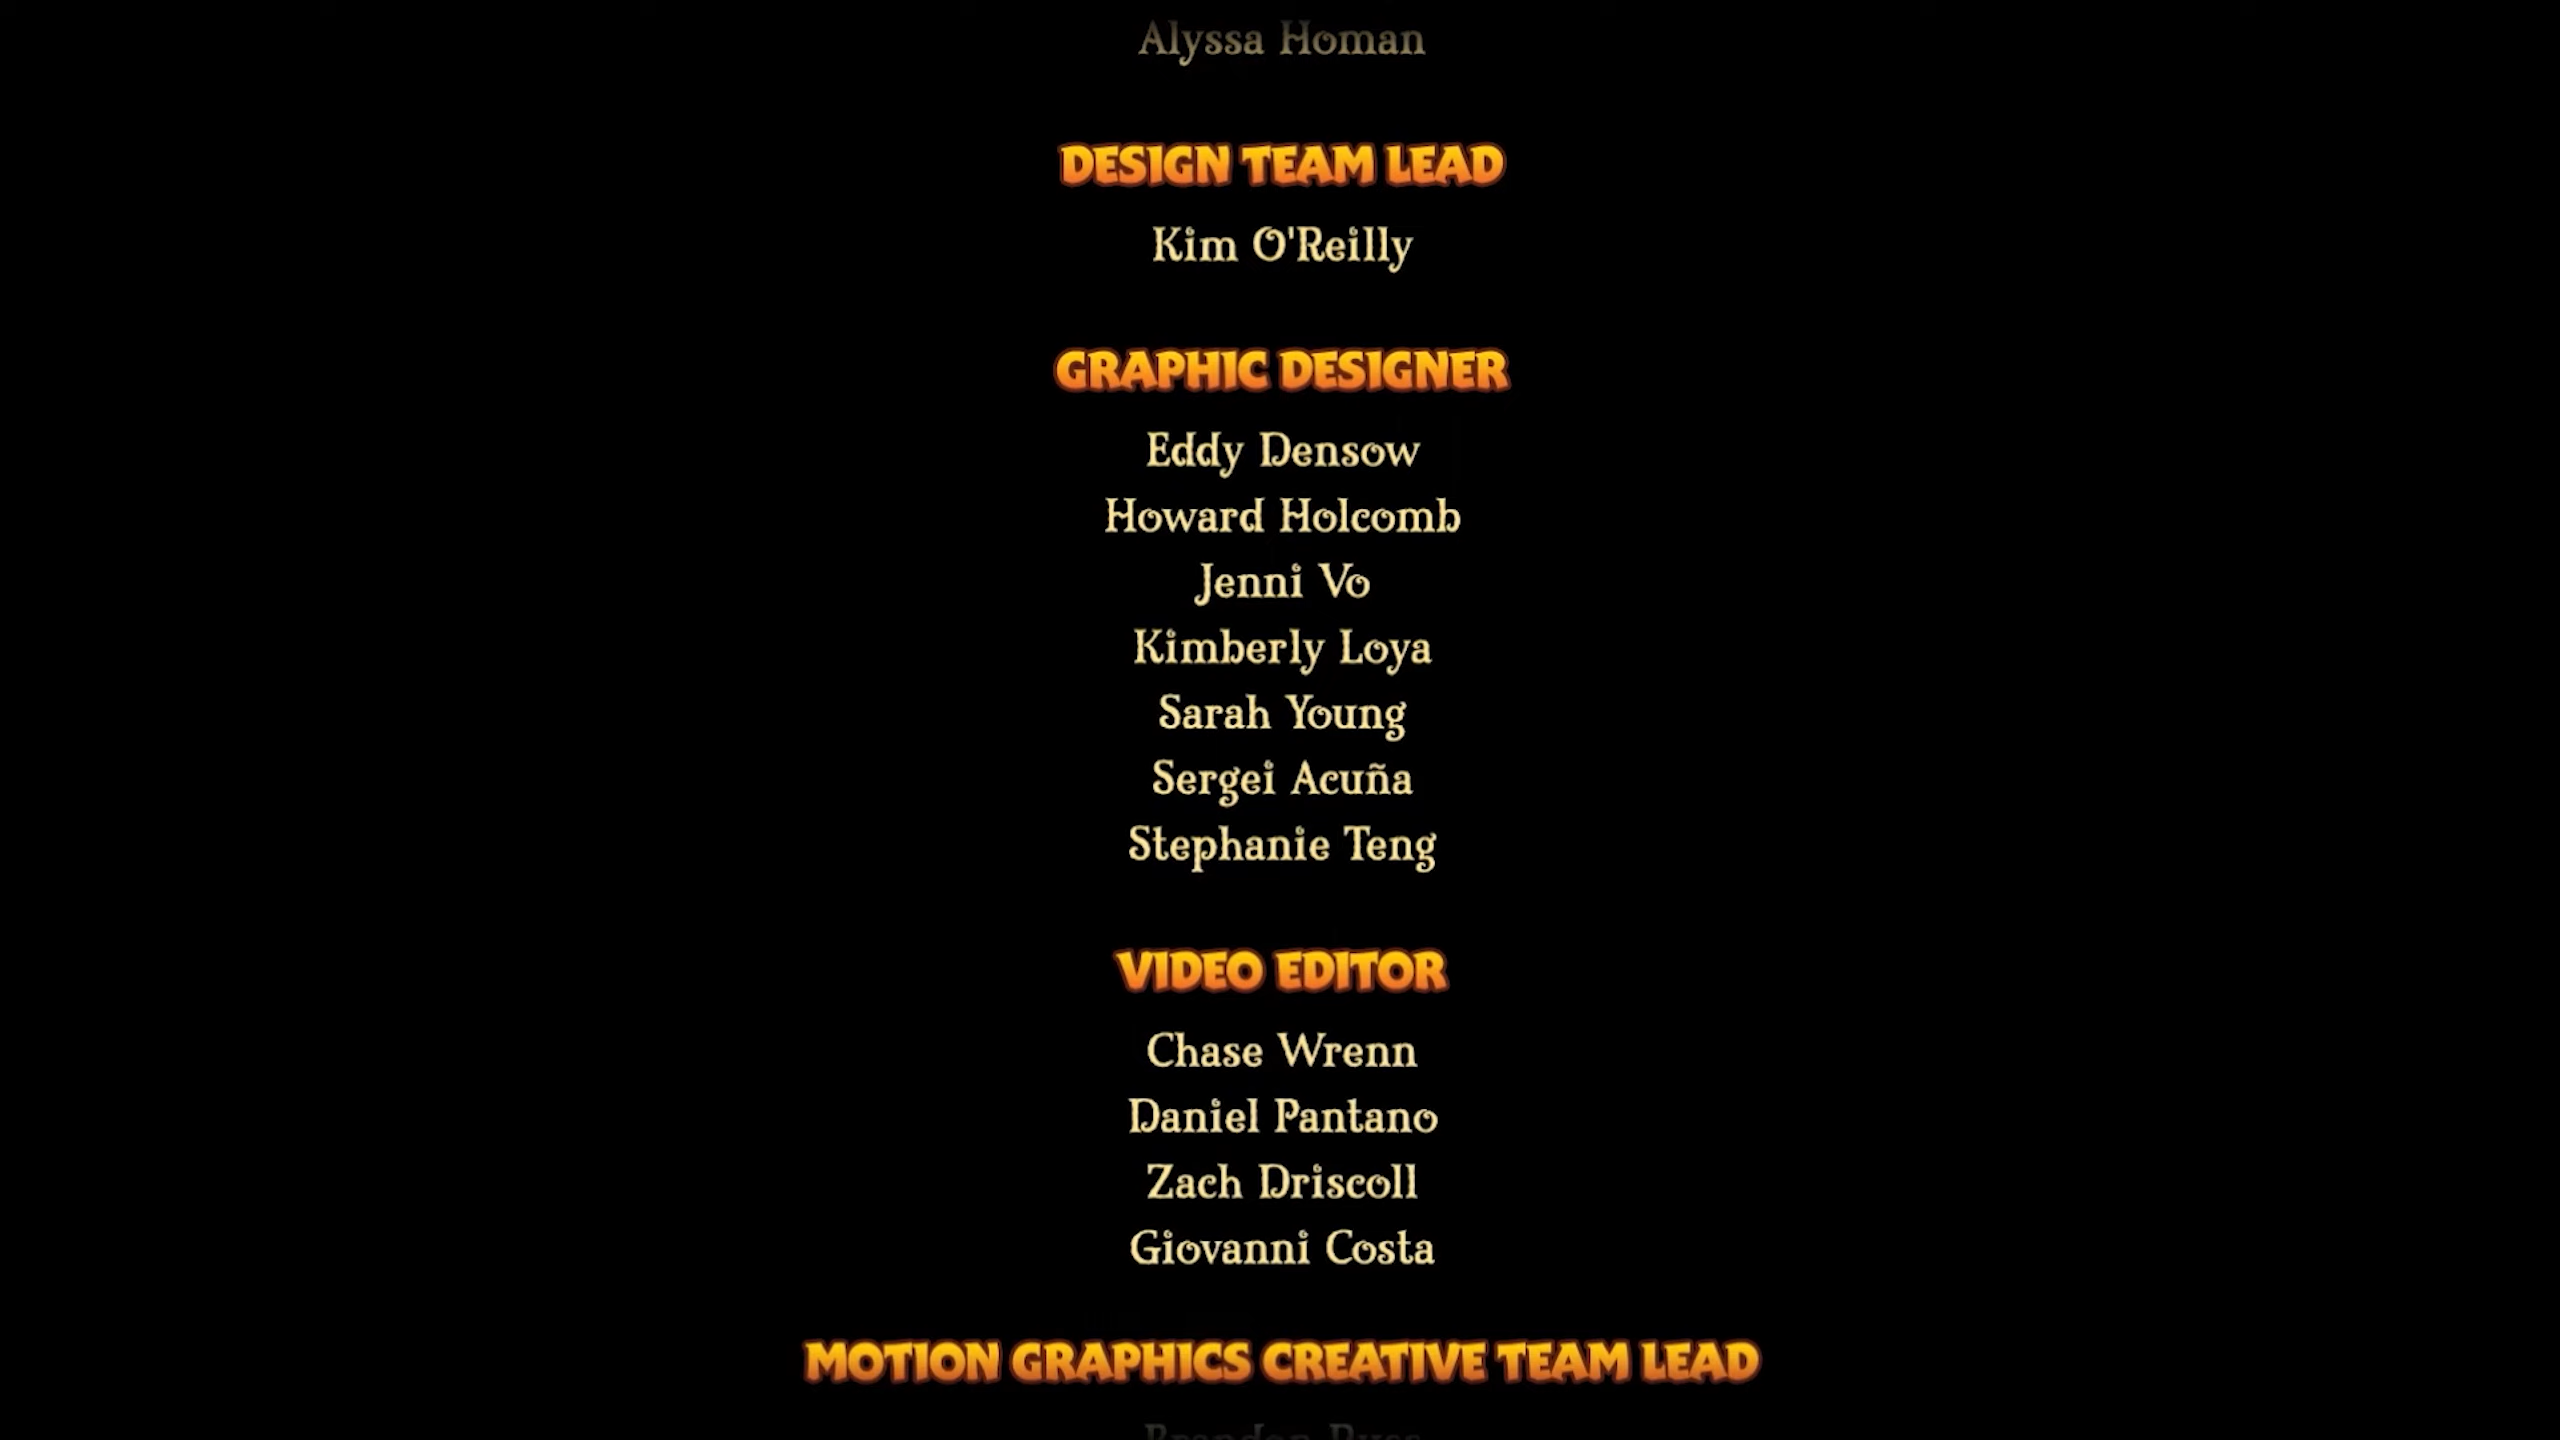 Alyssa Homan
DESIGN TEAM LEAD
Kim O'Reilly
GRAPHIC DESIGNER
Eddy Densow
Howard Holcomb
Jenni Vo
Kimberly Loya
Sarah Young
Sergei Acuña
Stephanie Teng
VIDEO EDITOR
Chase Wrenn
Daniel Pantano
Zach Driscoll
Giovanni Costa
MOTION GRAPHICS CREATIVE TEAM LEAD